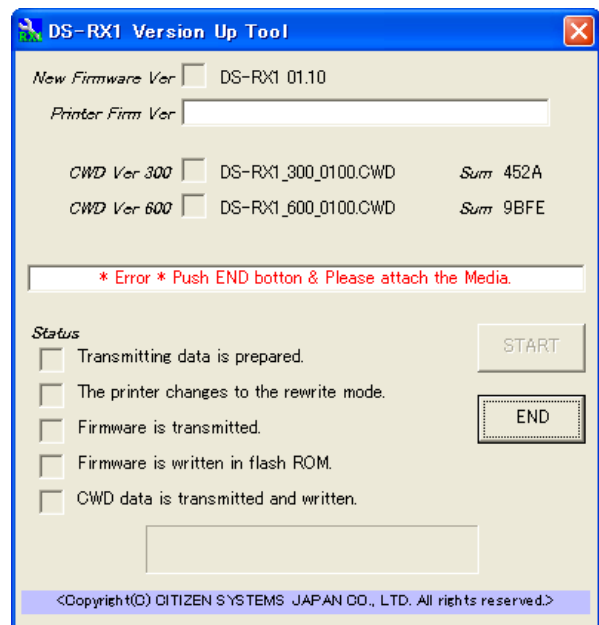 DS-RX1 Version Up Tool
New Firmware Ver DS-RX1 01.10
Printer Firm Ver
CWD Ver 300 DS-RX1_300_0100.CWD Sum 452A
CWD Ver 600 DS-RX1_600_0100.CWD Sum 9BFE
* Error * Push END botton & Please attach the Media.
Status
START
Transmitting data is prepared.
The printer changes to the rewrite mode.
END
Firmware is transmitted.
Firmware is written in flash ROM.
CWD data is transmitted and written.
<Copyright(C) CITIZEN SYSTEMS JAPAN CO., LTD. All rights reserved.>